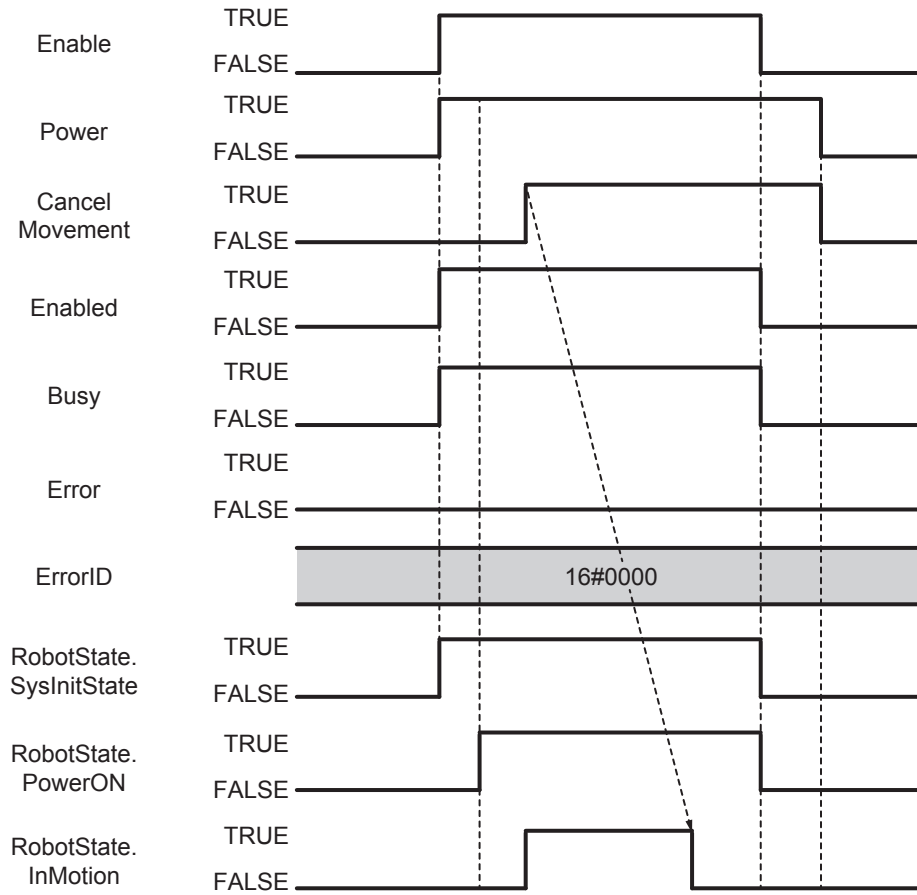 Enable
TRUE
FALSE
Power
TRUE
FALSE
Cancel
Movement
TRUE
FALSE
Enabled
TRUE
FALSE
Busy
TRUE
FALSE
Error
TRUE
FALSE
ErrorID
16#0000
RobotState.
SysInitState
TRUE
FALSE
RobotState.
PowerON
TRUE
FALSE
RobotState.
InMotion
TRUE
FALSE